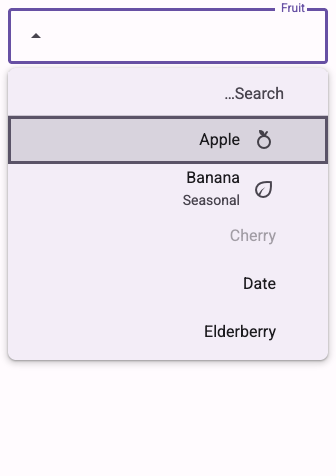 Fruit
...Search
Apple
Banana
Seasonal
Cherry
Date
Elderberry